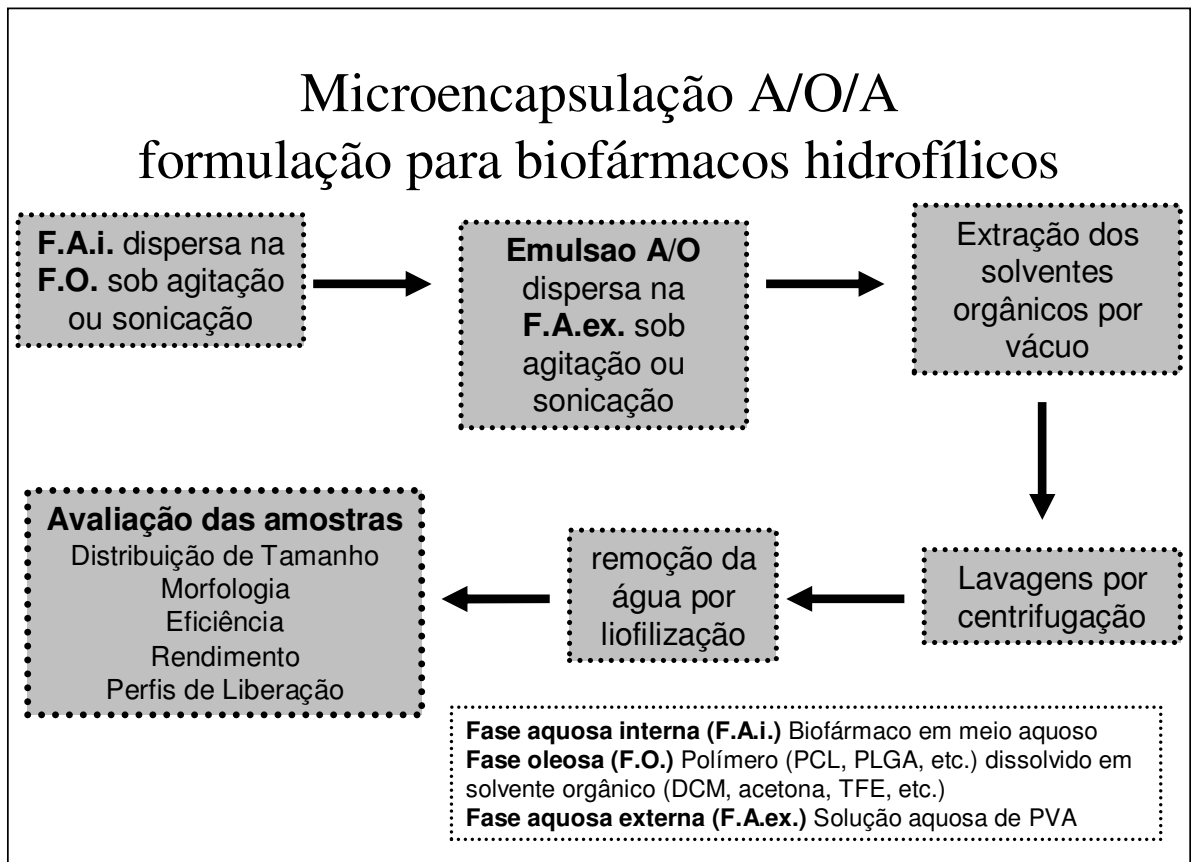 Microencapsulação A/O/A
formulação para biofármacos hidrofílicos
F.A.i. dispersa na
F.O. sob agitação
ou sonicação
Emulsao A/O
dispersa na
F.A.ex. sob
agitação ou
sonicação
Extração dos
solventes
orgânicos por
vácuo
Lavagens por
centrifugação
remoção da
água por
liofilização
Avaliação das amostras
Distribuição de Tamanho
Morfologia
Eficiência
Rendimento
Perfis de Liberação
Fase aquosa interna (F.A.i.) Biofármaco em meio aquoso
Fase oleosa (F.O.) Polímero (PCL, PLGA, etc.) dissolvido em
solvente orgânico (DCM, acetona, TFE, etc.)
Fase aquosa externa (F.A.ex.) Solução aquosa de PVA